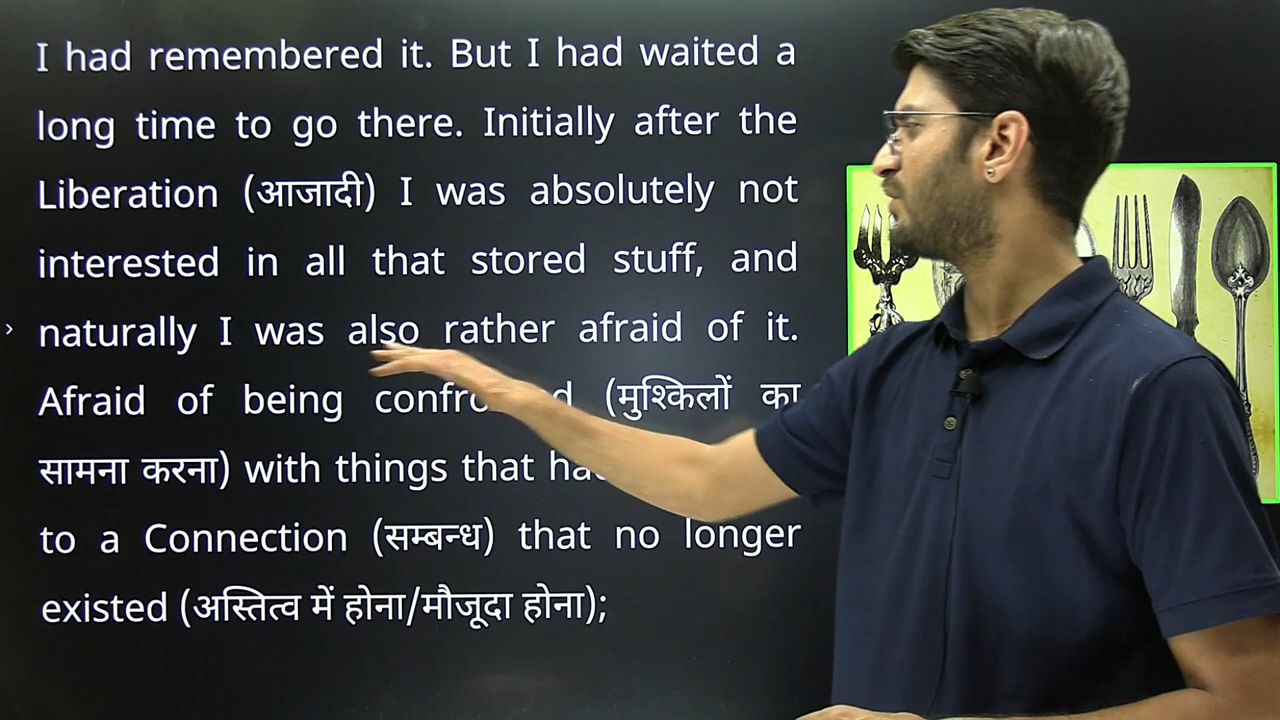 I had remembered it. But I had waited a
long time to go there. Initially after the
Liberation (आजादी) I was absolutely not
interested in all that stored stuff, and
naturally I was also rather afraid of it.
Afraid of being (मुश्किलों का
सामना करना) with things that
to a Connection (सम्बन्ध) that no longer
existed (अस्तित्व में होना/मौजूदा होना);